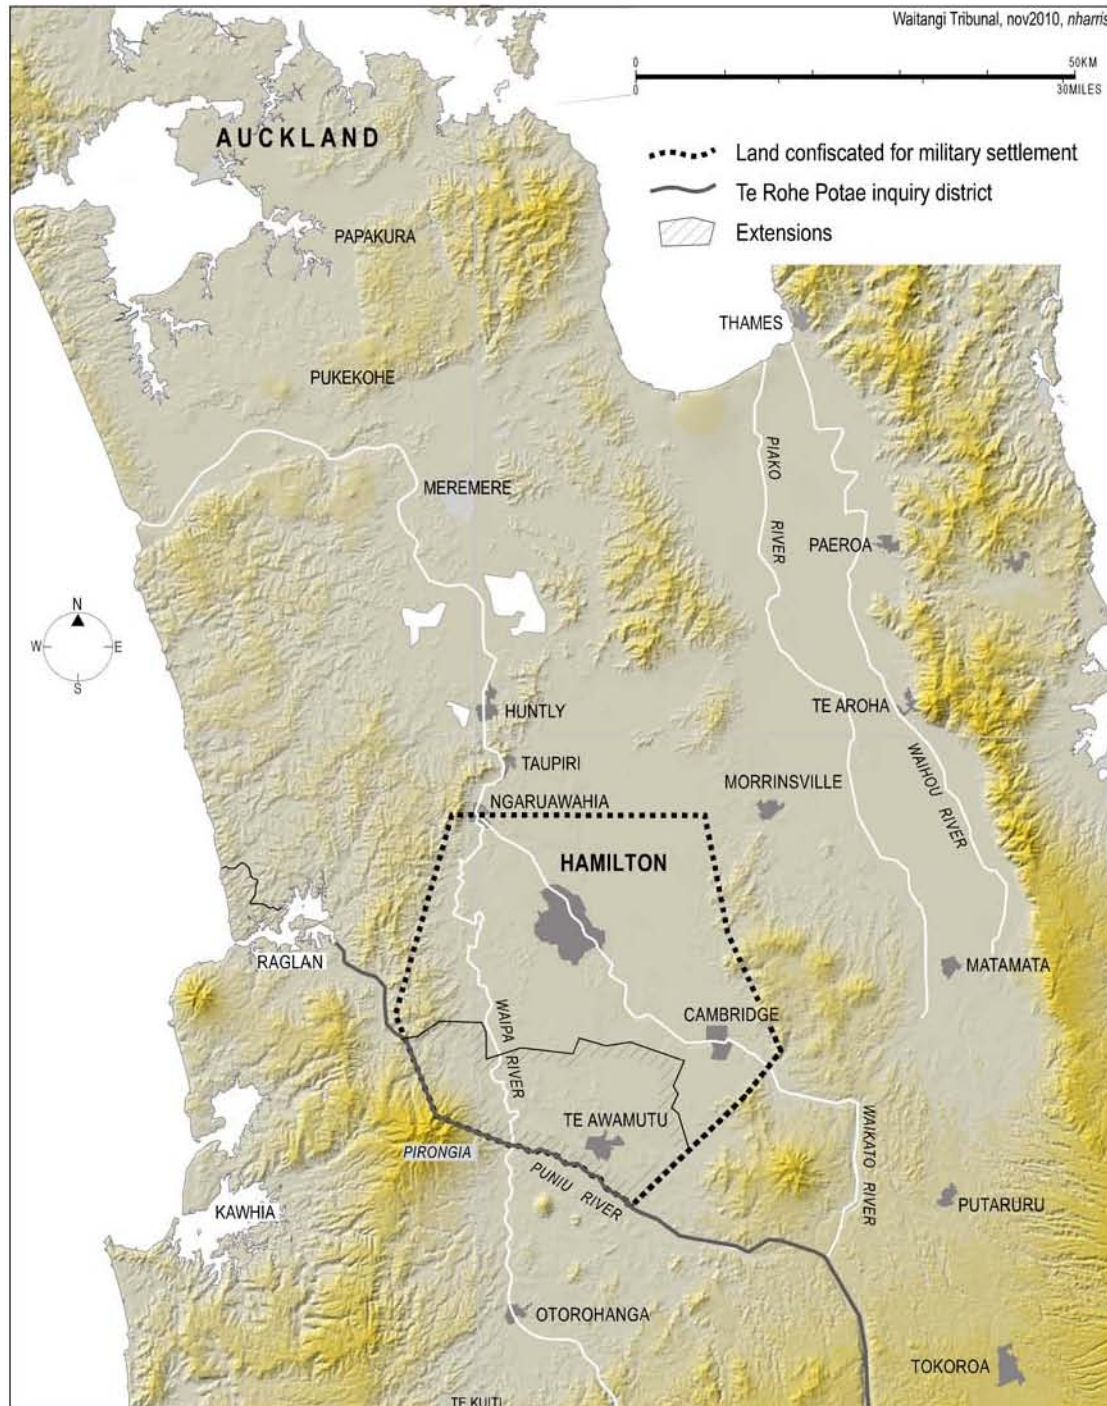 Waitangi Tribunal, nov2010, nharris
0 50KM
30MILES
AUCKLAND
Land confiscated for military settlement
Te Rohe Potae inquiry district
Extensions
PAPAKURA
THAMES
PUKEKOHE
PIAKO RIVER
MEREMERE
PAEROA
N
W E
S
HUNTLY
TE AROHA
TAUPIRI
WAIHOU RIVER
MORRINSVILLE
NGARUAWAHIA
HAMILTON
RAGLAN
MATAMATA
CAMBRIDGE
WAIPA RIVER
TE AWAMUTU
PIRONGIA
WAIKATO RIVER
PUNIU RIVER
PUTARURU
KAWHIA
OTOROHANGA
TOKOROA
TE KUITI